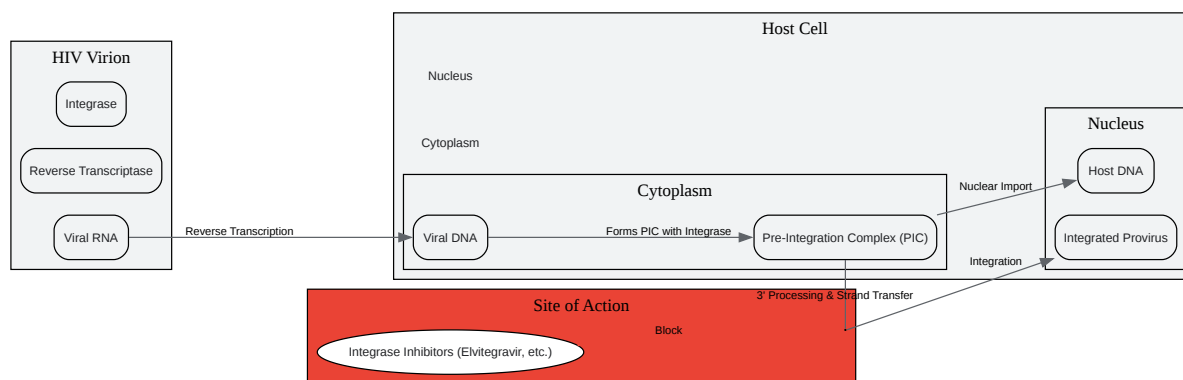 Host Cell
HIV Virion
Nucleus
Integrase
Nucleus
Cytoplasm
Reverse Transcriptase
Host DNA
Cytoplasm
Nuclear Import
Viral RNA
Reverse Transcription
Viral DNA
Forms PIC with Integrase
Pre-Integration Complex (PIC)
Integrated Provirus
Integration
3' Processing & Strand Transfer
Site of Action
Block
Integrase Inhibitors (Elvitegravir, etc.)